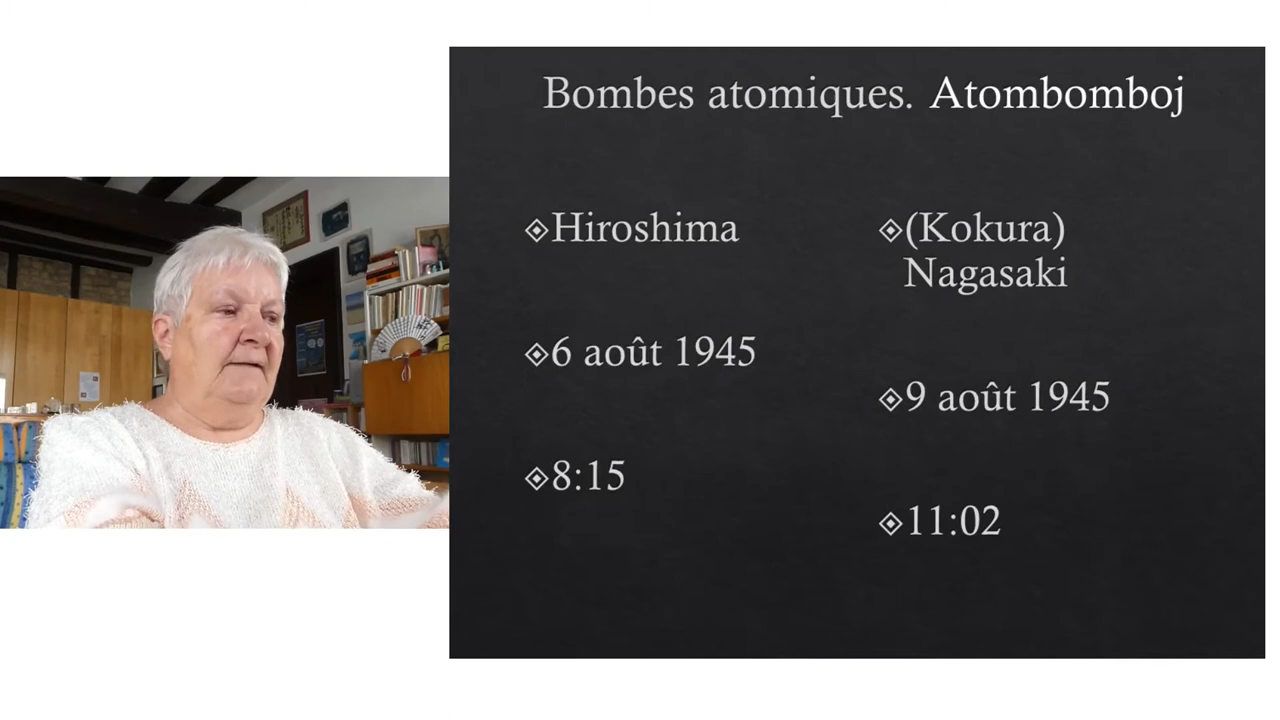 Bombes atomiques. Atombomboj
Hiroshima
6 août 1945
8:15
(Kokura)
Nagasaki
9 août 1945
11:02